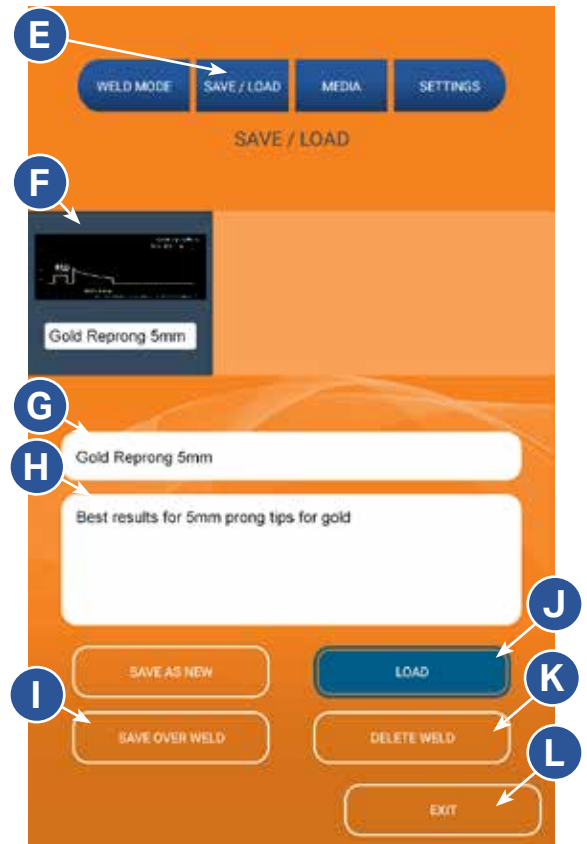 E
WELD MODE SAVE / LOAD MEDIA SETTINGS
SAVE / LOAD
F
Gold Reprong 5mm
G
Gold Reprong 5mm
H
Best results for 5mm prong tips for gold
J
SAVE AS NEW LOAD
K
I
SAVE OVER WELD DELETE WELD
L
EXIT